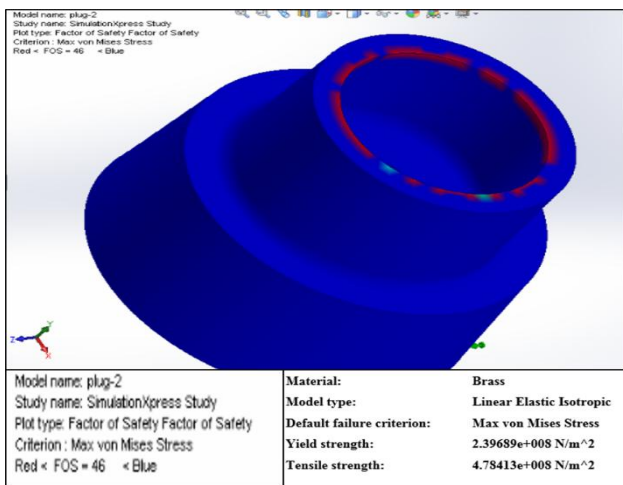 Model name: plug-2
Study name: SimulationXpress Study
Plot type: Factor of Safety Factor of Safety
Criterion : Max von Mises Stress
Red < FOS = 46 < Blue
Y
Z
X
Model name: plug-2
Study name: SimulationXpress Study
Plot type: Factor of Safety Factor of Safety
Criterion : Max von Mises Stress
Red < FOS = 46 < Blue
Material: Brass
Model type: Linear Elastic Isotropic
Default failure criterion: Max von Mises Stress
Yield strength: 2.39689e+008 N/m^2
Tensile strength: 4.78413e+008 N/m^2